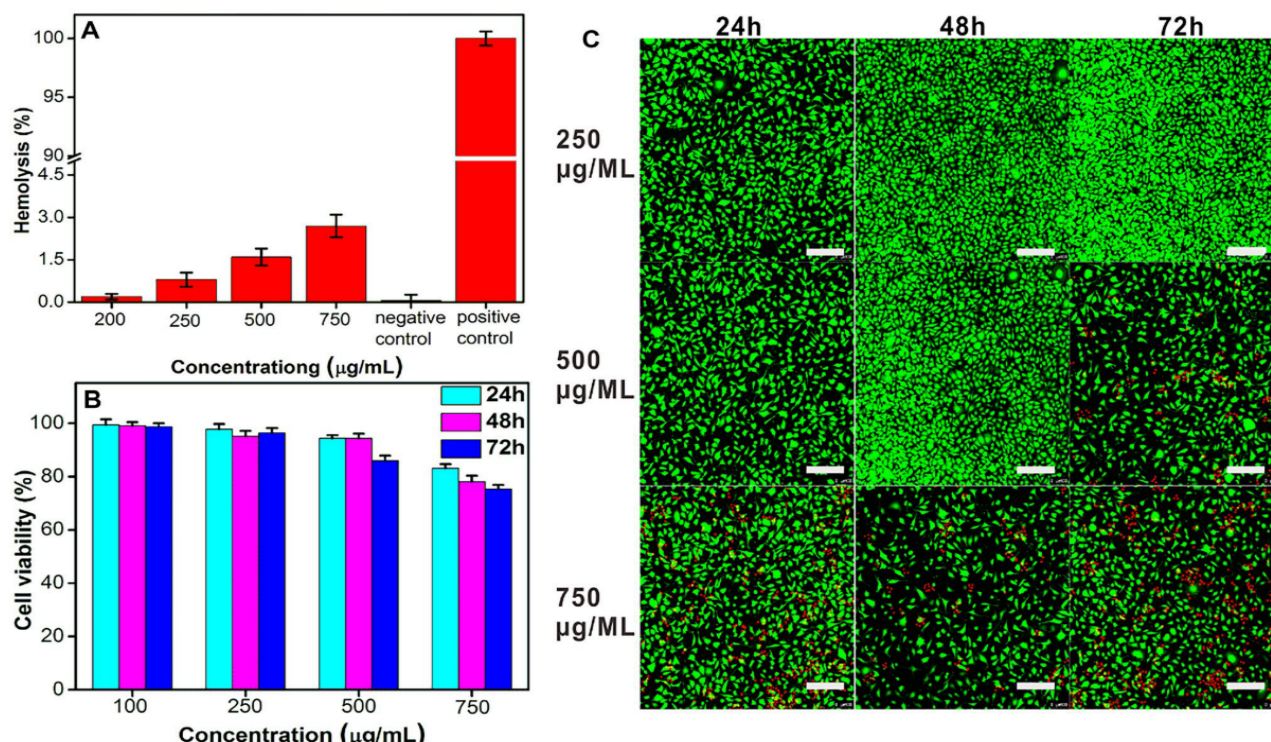 A
Hemolysis (%)
100
95
90
4.5
3.0
1.5
0.0
200 250 500 750 negative control positive control
Concentrationg (μg/mL)
B
24h
48h
72h
Cell viability (%)
100
80
60
40
20
0
100 250 500 750
Concentration (μg/mL)
C
24h 48h 72h
250
μg/ML
500
μg/ML
750
μg/ML